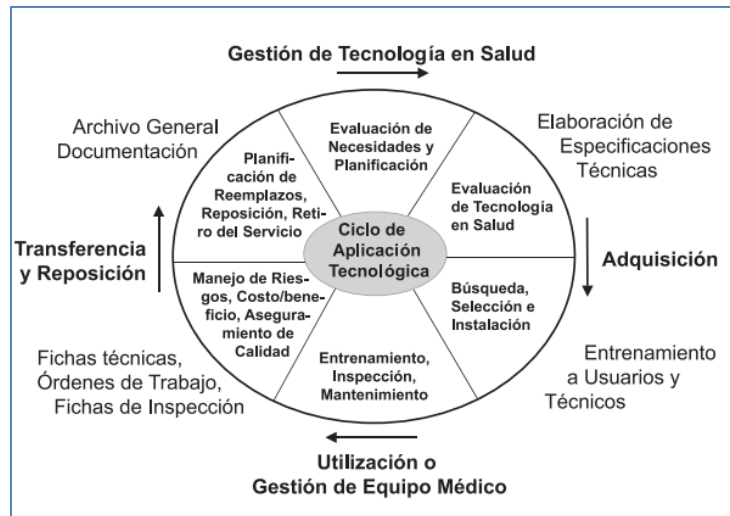 Gestión de Tecnología en Salud
Archivo General
Documentación
Evaluación de
Necesidades y
Planificación
Elaboración de
Especificaciones
Técnicas
Planifi-
cación de
Reemplazos,
Reposición, Reti-
ro del Servicio
Evaluación
de Tecnología
en Salud
Ciclo de
Aplicación
Tecnológica
Transferencia
y Reposición
Adquisición
Manejo de Ries-
gos, Costo/bene-
ficio, Asegu-
ramiento de
Calidad
Búsqueda,
Selección e
Instalación
Entrenamiento,
Inspección,
Mantenimiento
Fichas técnicas,
Órdenes de Trabajo,
Fichas de Inspección
Entrenamiento
a Usuarios y
Técnicos
Utilización o
Gestión de Equipo Médico